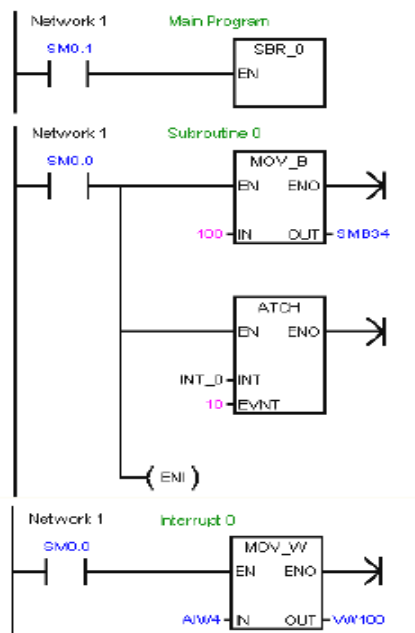 Network 1 Main Program
SM0.1
SBR_0
EN
Network 1 Subroutine 0
SM0.0
MOV_B
EN ENO
100 IN OUT SMB34
ATCH
EN ENO
INT_0 INT
10 EVNT
( ENI )
Network 1 Interrupt 0
SM0.0
MOV_W
EN ENO
AIW4 IN OUT VW100